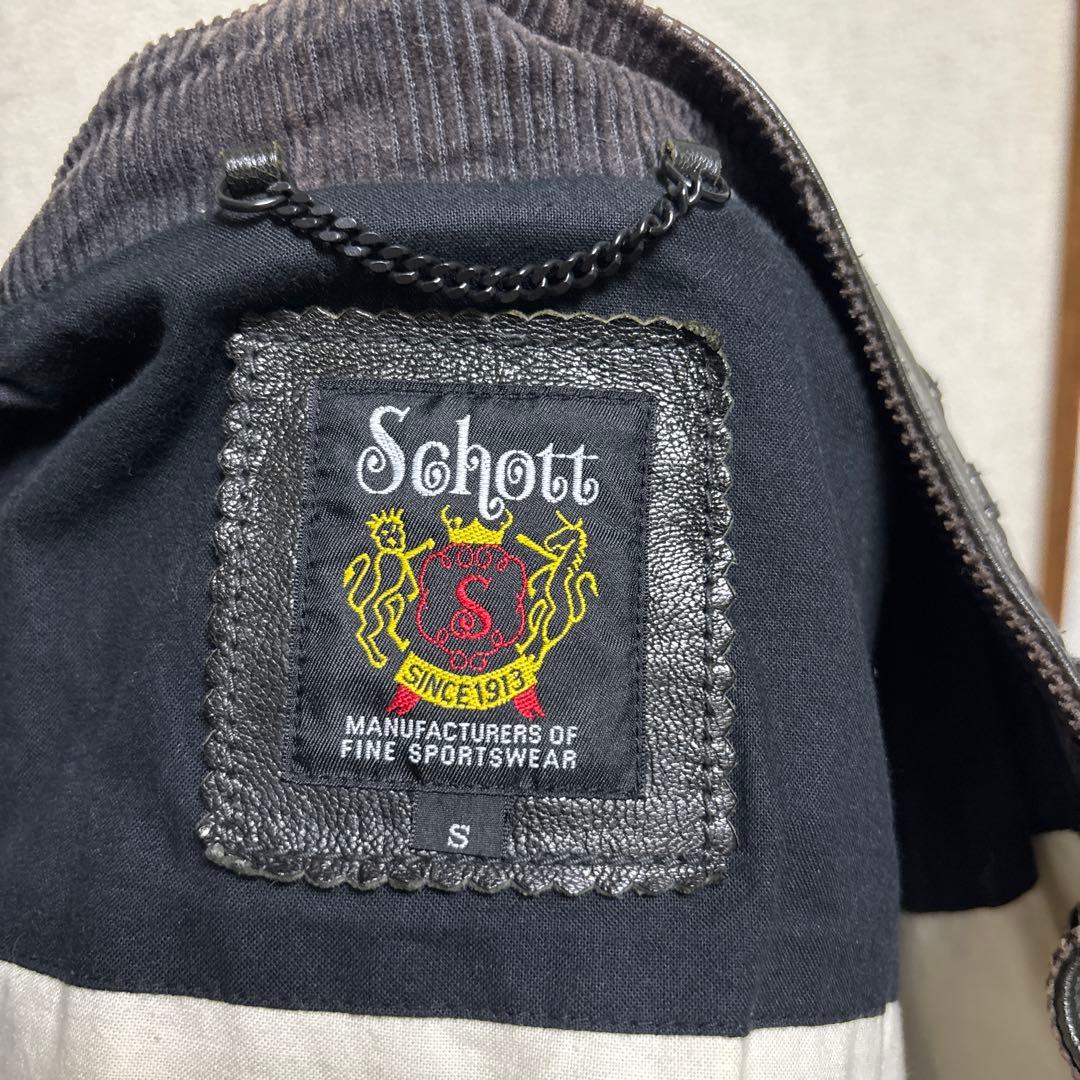 Schott
S
SINCE 1913
MANUFACTURERS OF
FINE SPORTSWEAR
S